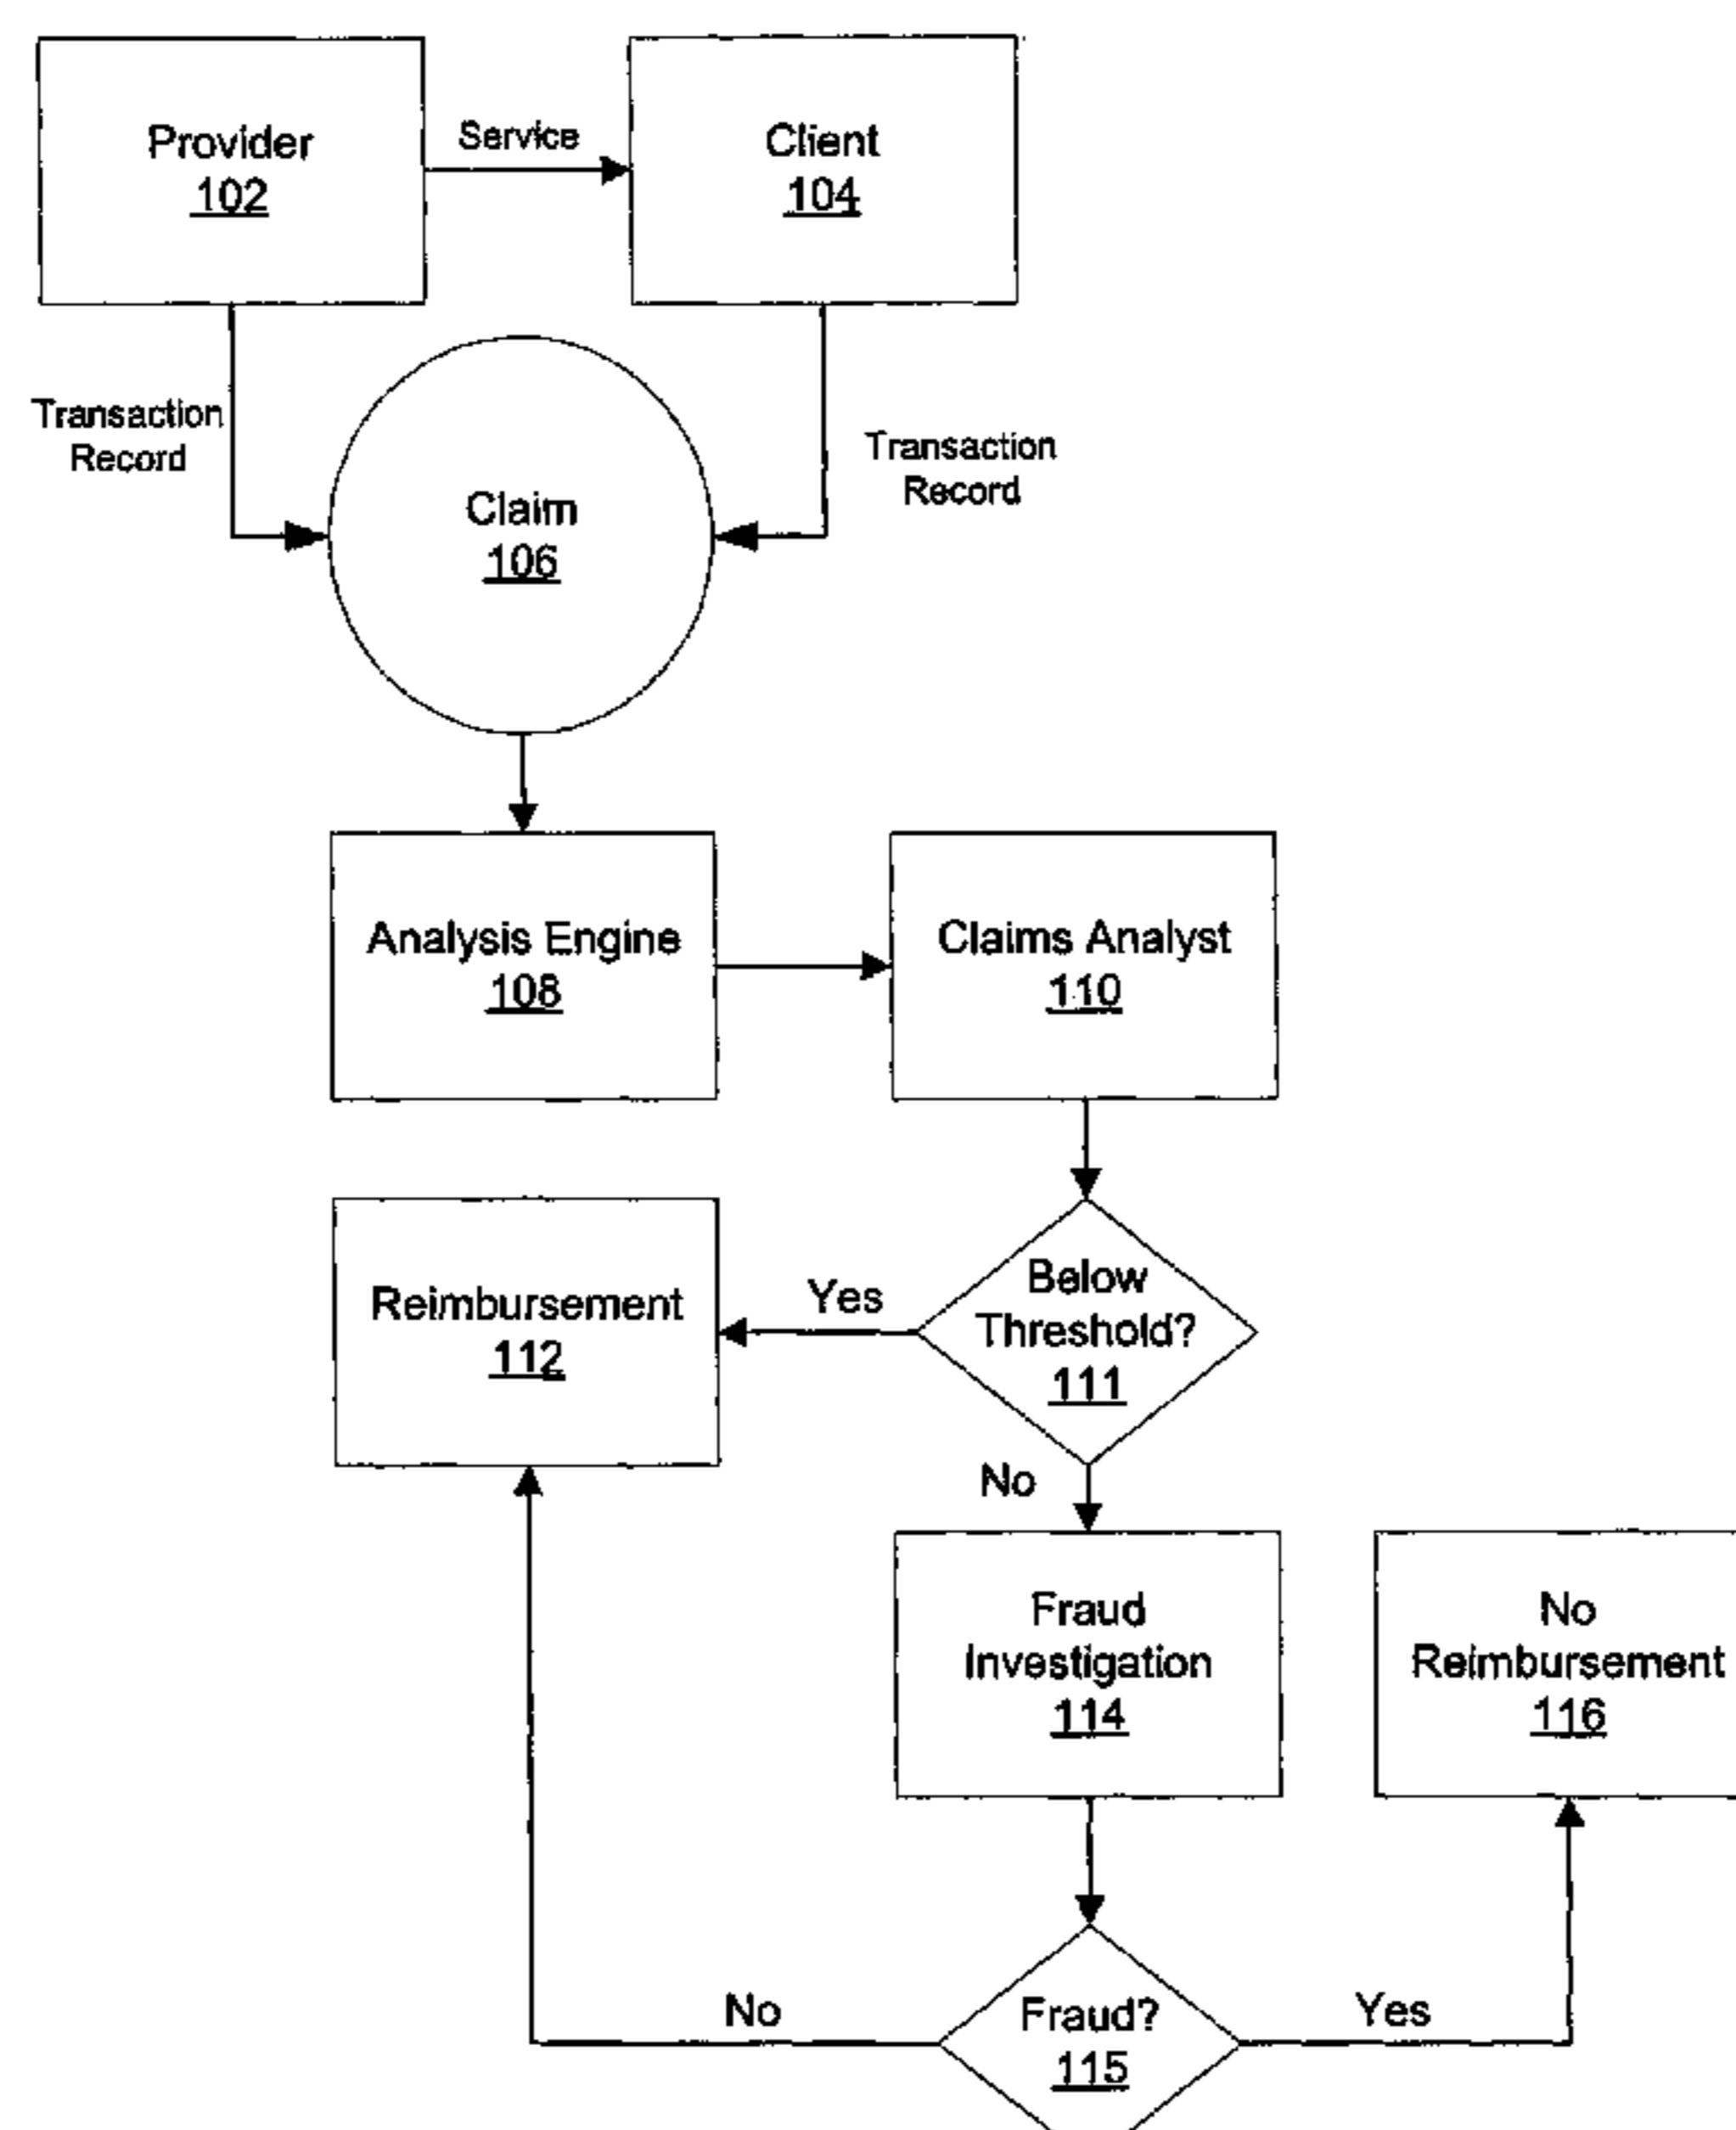 Provider
102
Service
Client
104
Transaction
Record
Transaction
Record
Claim
106
Analysis Engine
108
Claims Analyst
110
Reimbursement
112
Yes
Below
Threshold?
111
No
Fraud
Investigation
114
No
Reimbursement
116
No
Fraud?
115
Yes